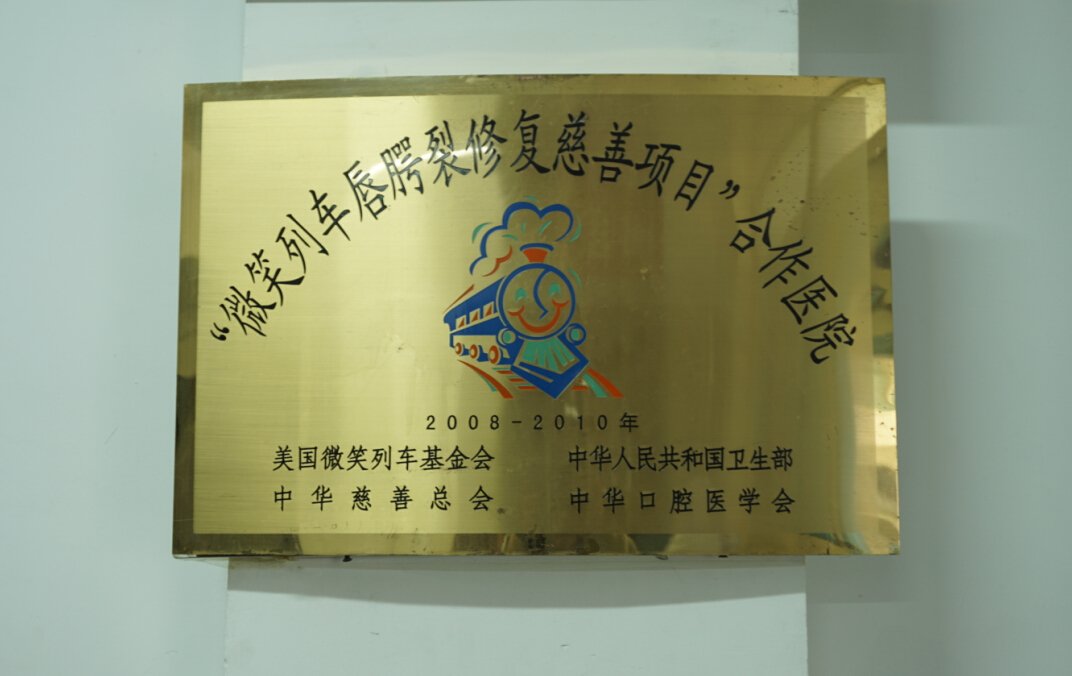 “微笑列车唇腭裂修复慈善项目”合作医院
2008-2010年
美国微笑列车基金会 中华人民共和国卫生部
中华慈善总会 中华口腔医学会